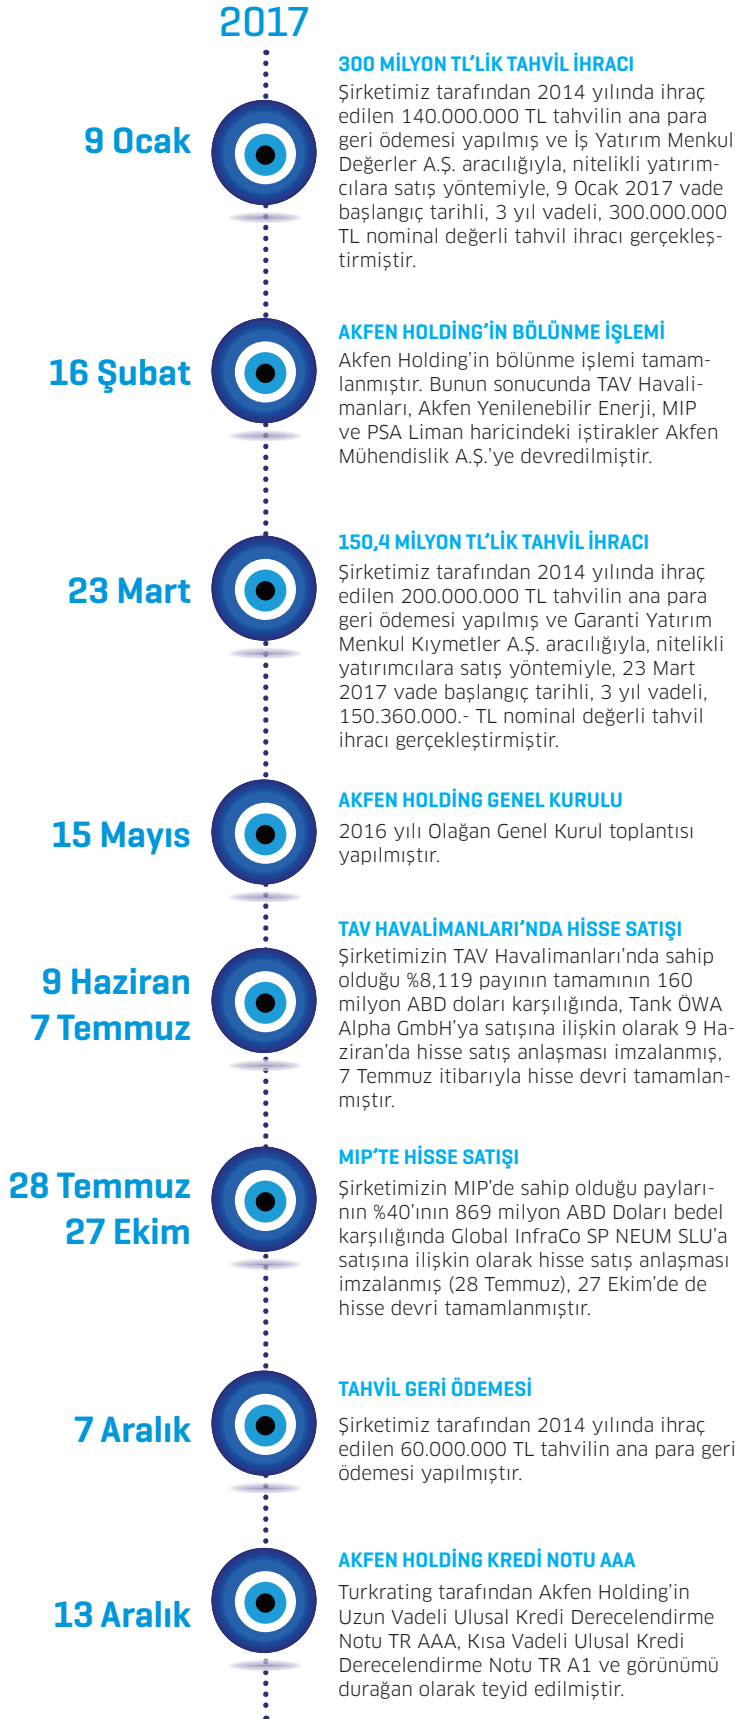 2017
9 Ocak
300 MİLYON TL’LİK TAHVİL İHRACI
Şirketimiz tarafından 2014 yılında ihraç
edilen 140.000.000 TL tahvilin ana para
geri ödemesi yapılmış ve İş Yatırım Menkul
Değerler A.Ş. aracılığıyla, nitelikli yatırım-
cılara satış yöntemiyle, 9 Ocak 2017 vade
başlangıç tarihli, 3 yıl vadeli, 300.000.000
TL nominal değerli tahvil ihracı gerçekleş-
tirmiştir.
16 Şubat
AKFEN HOLDİNG’İN BÖLÜNME İŞLEMİ
Akfen Holding’in bölünme işlemi tamam-
lanmıştır. Bunun sonucunda TAV Havali-
manları, Akfen Yenilenebilir Enerji, MIP
ve PSA Liman haricindeki iştirakler Akfen
Mühendislik A.Ş.’ye devredilmiştir.
23 Mart
150,4 MİLYON TL’LİK TAHVİL İHRACI
Şirketimiz tarafından 2014 yılında ihraç
edilen 200.000.000 TL tahvilin ana para
geri ödemesi yapılmış ve Garanti Yatırım
Menkul Kıymetler A.Ş. aracılığıyla, nitelikli
yatırımcılara satış yöntemiyle, 23 Mart
2017 vade başlangıç tarihli, 3 yıl vadeli,
150.360.000.- TL nominal değerli tahvil
ihracı gerçekleştirmiştir.
15 Mayıs
AKFEN HOLDİNG GENEL KURULU
2016 yılı Olağan Genel Kurul toplantısı
yapılmıştır.
9 Haziran
7 Temmuz
TAV HAVALİMANLARI’NDA HİSSE SATIŞI
Şirketimizin TAV Havalimanları’nda sahip
olduğu %8,119 payının tamamının 160
milyon ABD doları karşılığında, Tank ÖWA
Alpha GmbH’ya satışına ilişkin olarak 9 Ha-
ziran’da hisse satış anlaşması imzalanmış,
7 Temmuz itibarıyla hisse devri tamamlan-
mıştır.
28 Temmuz
27 Ekim
MIP’TE HİSSE SATIŞI
Şirketimizin MIP’de sahip olduğu payları-
nın %40’ının 869 milyon ABD Doları bedel
karşılığında Global InfraCo SP NEUM SLU’a
satışına ilişkin olarak hisse satış anlaşması
imzalanmış (28 Temmuz), 27 Ekim’de de
hisse devri tamamlanmıştır.
7 Aralık
TAHVİL GERİ ÖDEMESİ
Şirketimiz tarafından 2014 yılında ihraç
edilen 60.000.000 TL tahvilin ana para geri
ödemesi yapılmıştır.
13 Aralık
AKFEN HOLDİNG KREDİ NOTU AAA
Turkrating tarafından Akfen Holding’in
Uzun Vadeli Ulusal Kredi Derecelendirme
Notu TR AAA, Kısa Vadeli Ulusal Kredi
Derecelendirme Notu TR A1 ve görünümü
durağan olarak teyid edilmiştir.